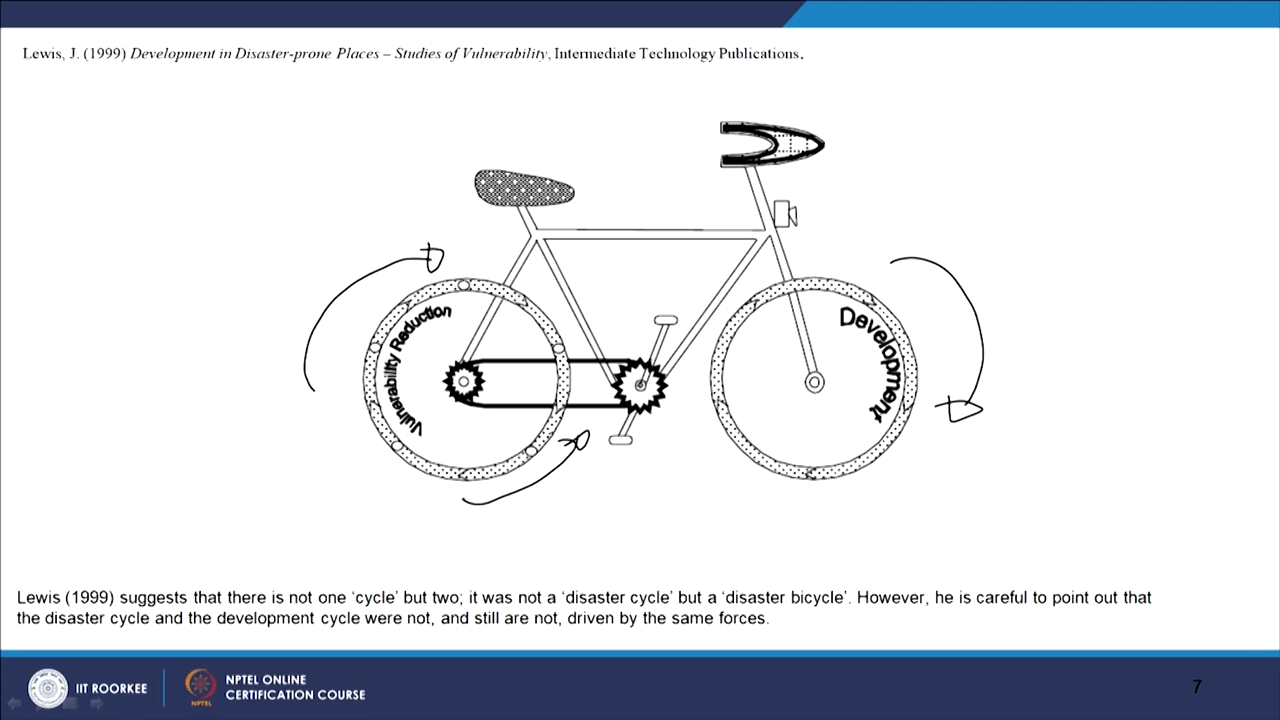 Lewis, J. (1999) Development in Disaster-prone Places – Studies of Vulnerability, Intermediate Technology Publications.
Vulnerability Reduction
Development
Lewis (1999) suggests that there is not one ‘cycle’ but two; it was not a ‘disaster cycle’ but a ‘disaster bicycle’. However, he is careful to point out that
the disaster cycle and the development cycle were not, and still are not, driven by the same forces.
IIT ROORKEE
NPTEL
NPTEL ONLINE
CERTIFICATION COURSE
7